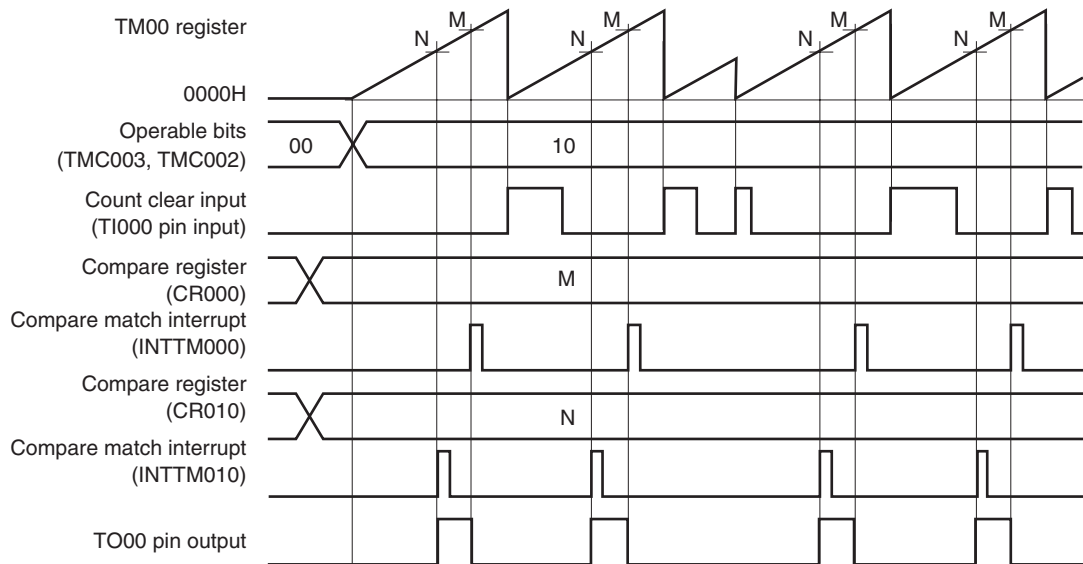 TM00 register
N M N M N M N M
0000H
Operable bits
(TMC003, TMC002)
00 10
Count clear input
(TI000 pin input)
Compare register
(CR000)
M
Compare match interrupt
(INTTM000)
Compare register
(CR010)
N
Compare match interrupt
(INTTM010)
TO00 pin output